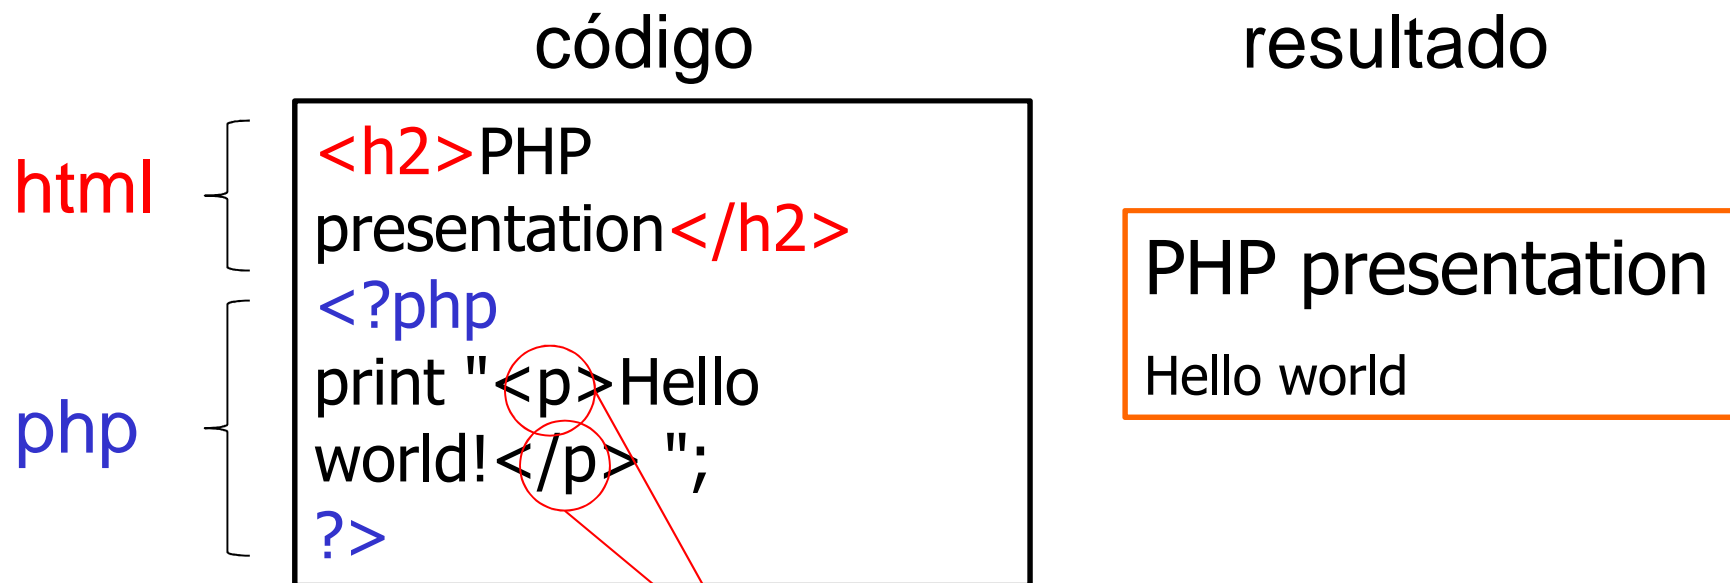 código
resultado
html
<h2>PHP
presentation</h2>
<?php
print "<p>Hello
world!</p> ";
?>
php
PHP presentation
Hello world